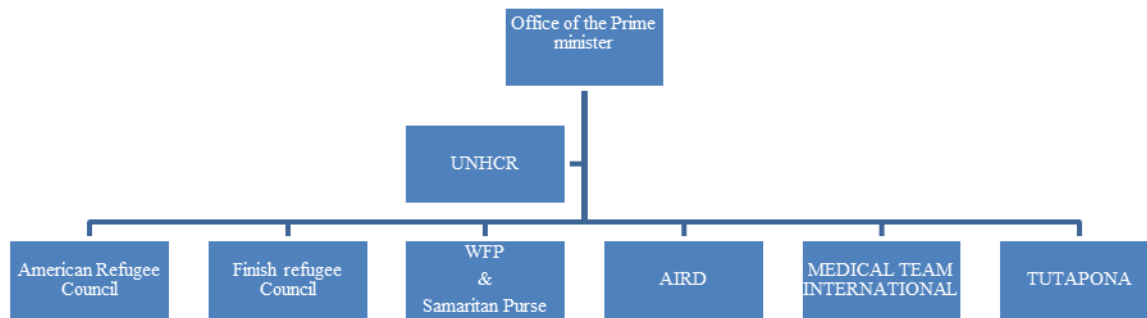 Office of the Prime
minister
UNHCR
American Refugee
Council
Finish refugee
Council
WFP
&
Samaritan Purse
AIRD
MEDICAL TEAM
INTERNATIONAL
TUTAPONA